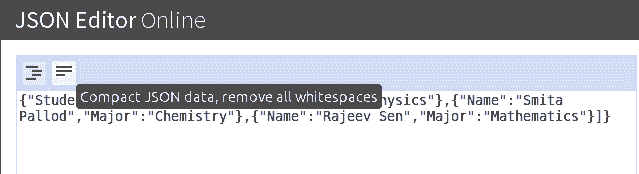 JSON Editor Online
Compact JSON data, remove all whitespaces
{"Stude hysics"},{"Name":"Smita
Pallod","Major":"Chemistry"},{"Name":"Rajeev Sen","Major":"Mathematics"}]}